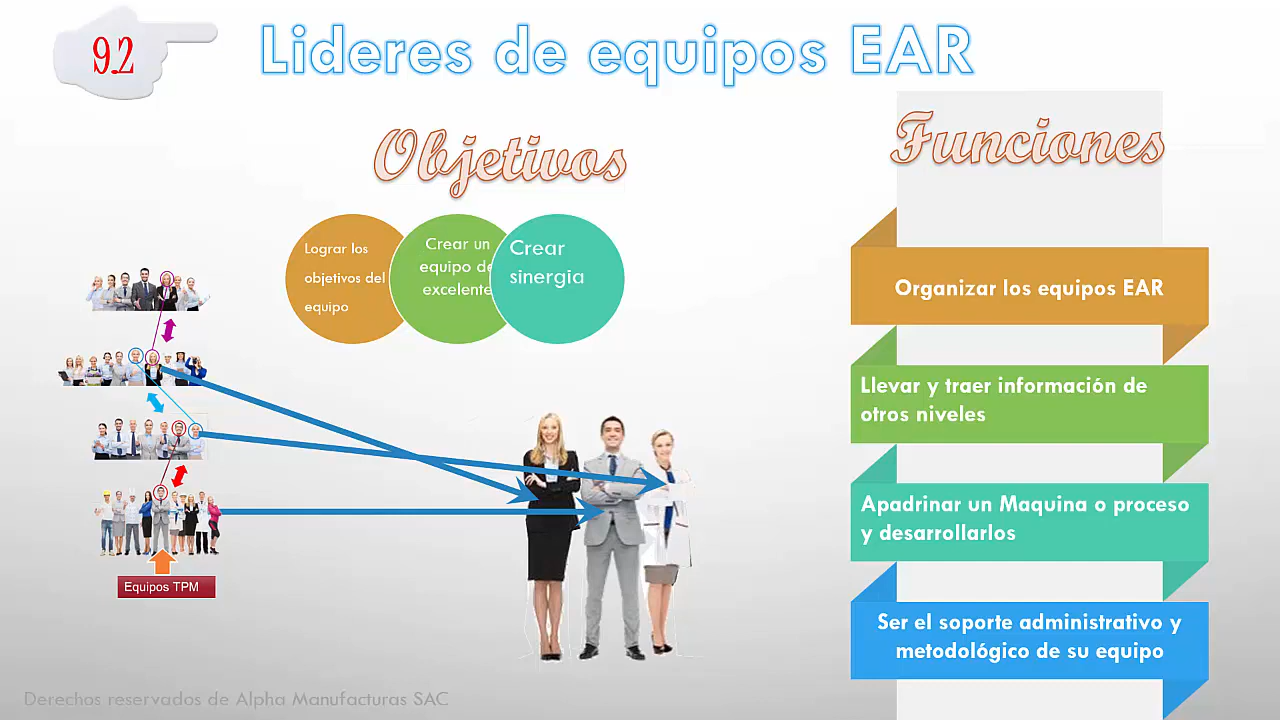 9.2
Lideres de equipos EAR
Objetivos
Lograr los
objetivos del
equipo
Crear un
equipo de
excelente
Crear
sinergia
Equipos TPM
Funciones
Organizar los equipos EAR
Llevar y traer información de
otros niveles
Apadrinar un Maquina o proceso
y desarrollarlos
Ser el soporte administrativo y
metodológico de su equipo
Derechos reservados de Alpha Manufacturas SAC